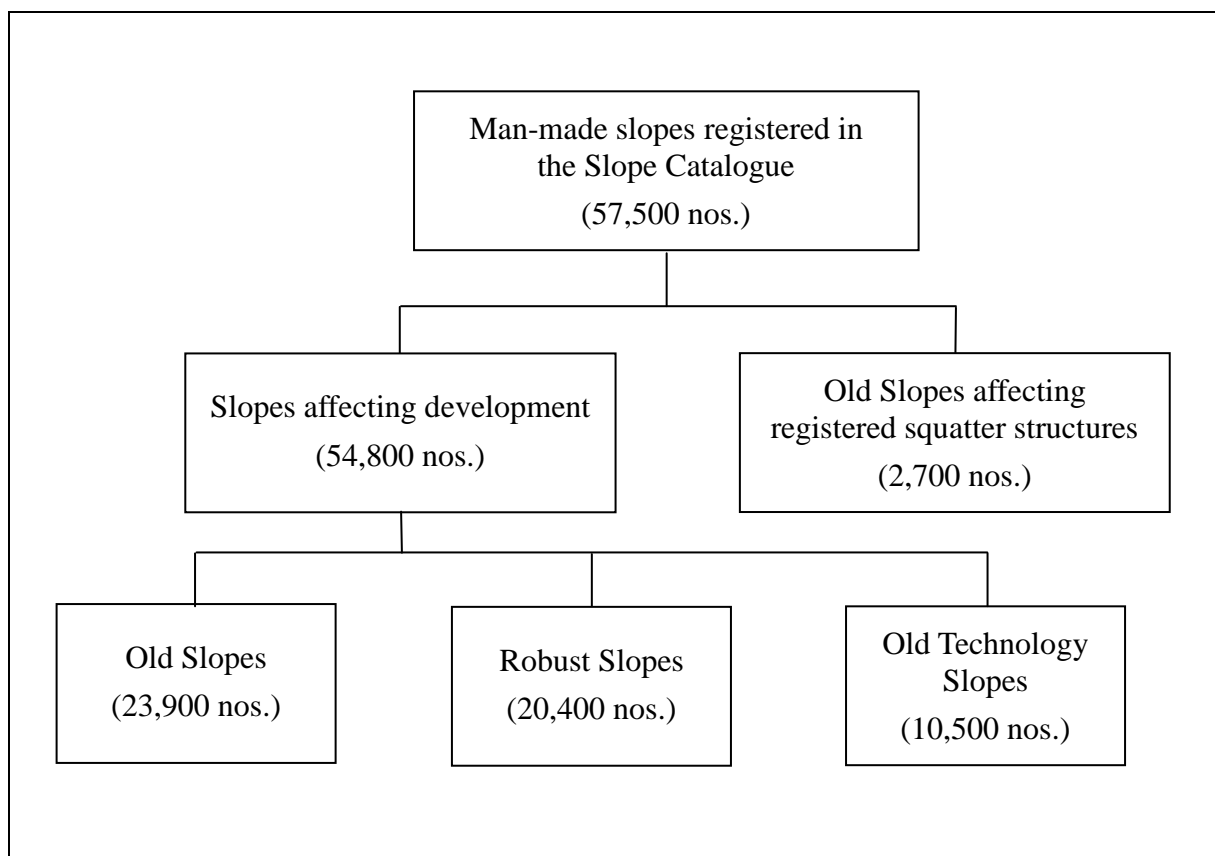 Man-made slopes registered in
the Slope Catalogue
(57,500 nos.)
Slopes affecting development
(54,800 nos.)
Old Slopes affecting
registered squatter structures
(2,700 nos.)
Old Slopes
(23,900 nos.)
Robust Slopes
(20,400 nos.)
Old Technology
Slopes
(10,500 nos.)